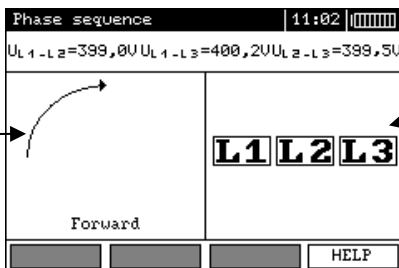 Phase sequence 11:02
UL1-L2=399,0V UL1-L3=400,2V UL2-L3=399,5V
L1 L2 L3
Forward
HELP